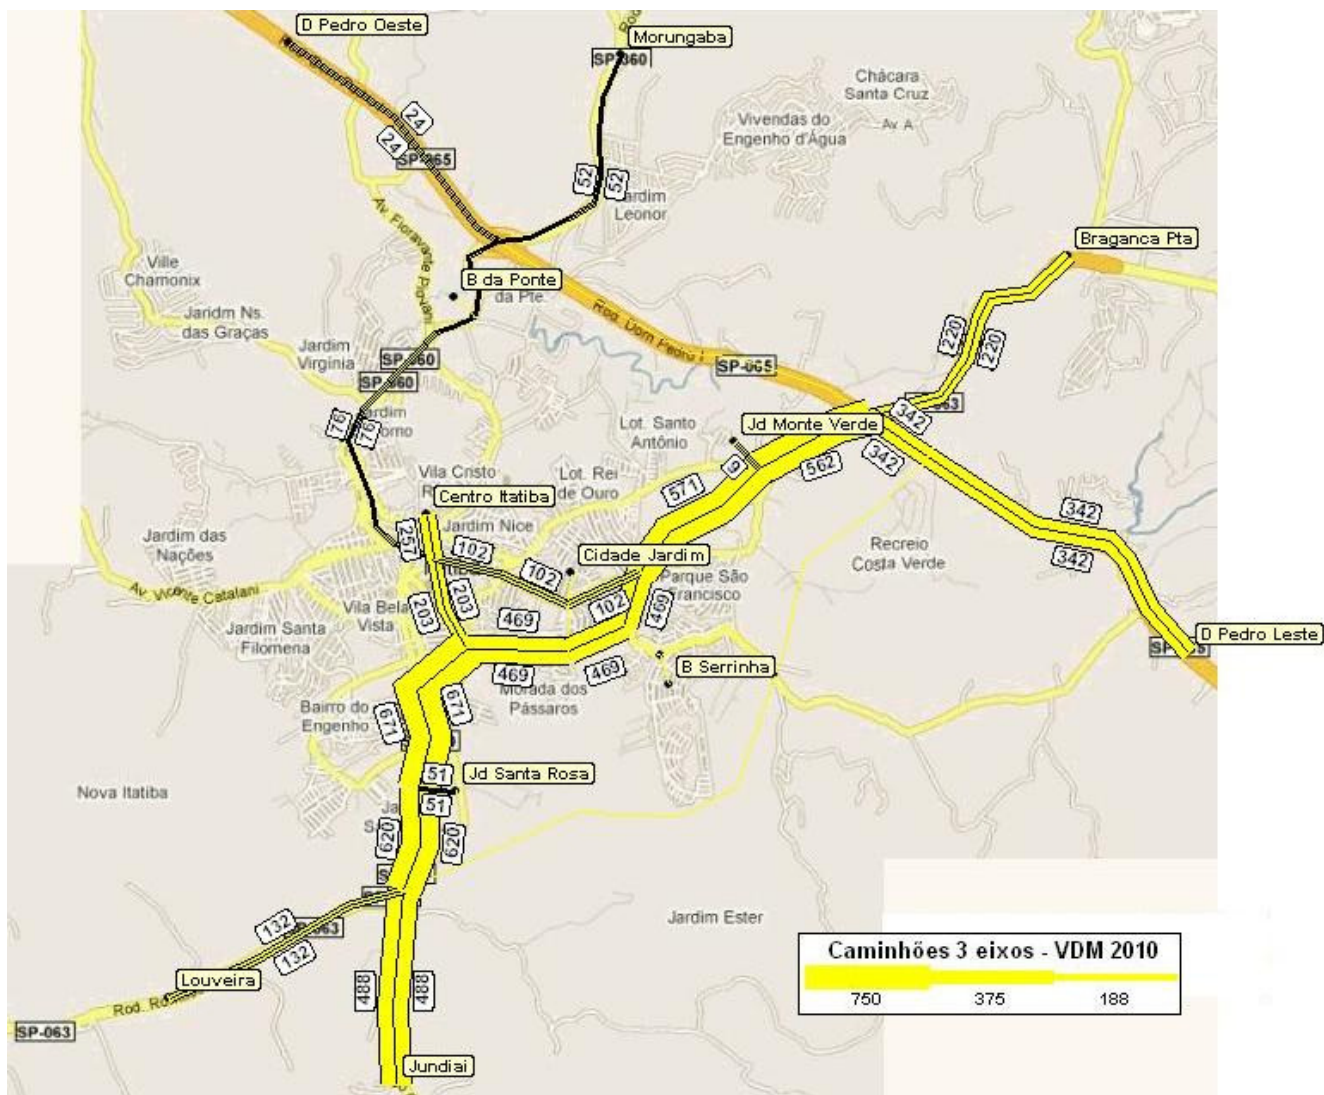 D Pedro Oeste
Morungaba
SP-360
Chácara
Santa Cruz
Av. A
Vivendas do
Engenho d'Água
24
24
SP-065
52
52
Jardim
Leonor
Braganca Pta
Av. Fioravante Piovani
Ville
Chamonix
B da Ponte
da Pte.
Rod. Dom Pedro I
Jaridm Ns.
das Graças
Jardim
Virgínia
SP-360
SP-360
SP-065
220
220
76
76
Lot. Santo
Antônio
Jd Monte Verde
342
342
562
9
571
Vila Cristo
Lot. Rei
de Ouro
Centro Itatiba
Jardim Nice
Jardim das
Nações
257
102
102
102
Cidade Jardim
Recreio
Costa Verde
342
342
Parque São
Francisco
Av. Vicente Catalani
Vila Bela
Vista
203
203
469
469
469
469
Jardim Santa
Filomena
D Pedro Leste
B Serrinha
Morada dos
Pássaros
Bairro do
Engenho
671
671
Nova Itatiba
51
51
Jd Santa Rosa
620
620
Jardim Ester
132
132
Louveira
SP-063
488
488
Jundiai
Caminhões 3 eixos - VDM 2010
750 375 188